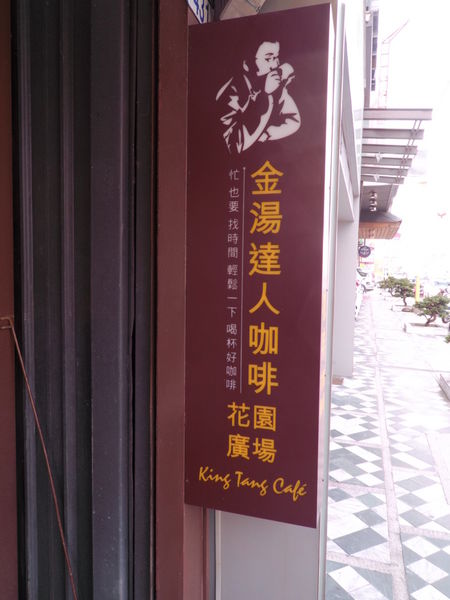 金湯達人咖啡
忙也要 找時間 輕鬆一下 喝杯好咖啡
花園
廣場
King Tang Café